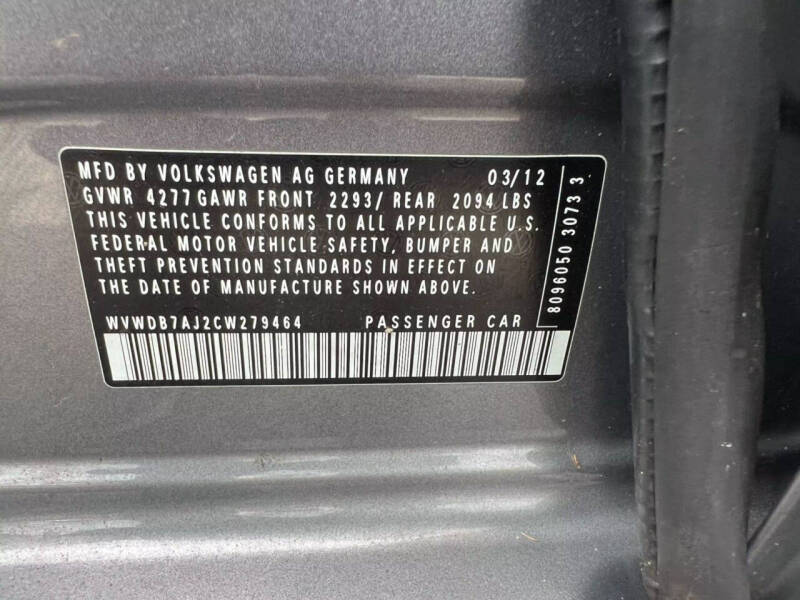 MFD BY VOLKSWAGEN AG GERMANY 03/12
GVWR 4277 GAWR FRONT 2293/ REAR 2094 LBS
THIS VEHICLE CONFORMS TO ALL APPLICABLE U.S.
FEDERAL MOTOR VEHICLE SAFETY, BUMPER AND
THEFT PREVENTION STANDARDS IN EFFECT ON
THE DATE OF MANUFACTURE SHOWN ABOVE.
WVWDB7AJ2CW279464 PASSENGER CAR
8096050 3073 3